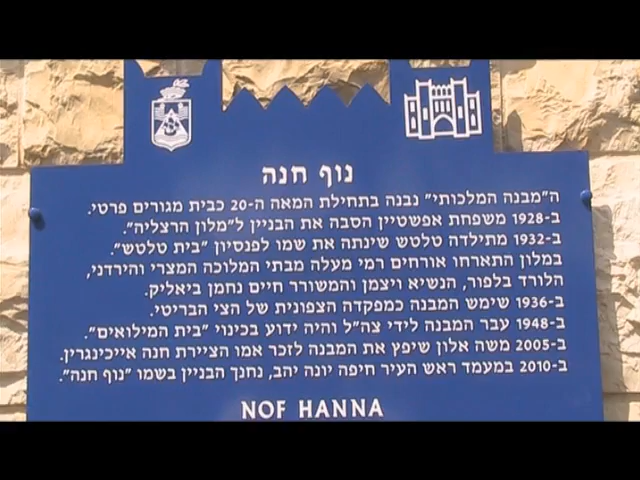 נוף חנה
ה"מבנה המלכותי" נבנה בתחילת המאה ה-20 כבית מגורים פרטי.
ב-1928 משפחת אפשטיין הסבה את הבניין ל"מלון הרצליה".
ב-1932 מתילדה טלטש שינתה את שמו לפנסיון "בית טלטש".
במלון התארחו אורחים רמי מעלה מבתי המלוכה המצרי והירדני,
הלורד בלפור, הנשיא ויצמן והמשורר חיים נחמן ביאליק.
ב-1936 שימש המבנה כמפקדה הצפונית של הצי הבריטי.
ב-1948 עבר המבנה לידי צה"ל והיה ידוע בכינוי "בית המילואים".
ב-2005 משה אלון שיפץ את המבנה לזכר אמו הציירת חנה אייכינגרין.
ב-2010 במעמד ראש העיר חיפה יונה יהב, נחנך הבניין בשמו "נוף חנה".
NOF HANNA